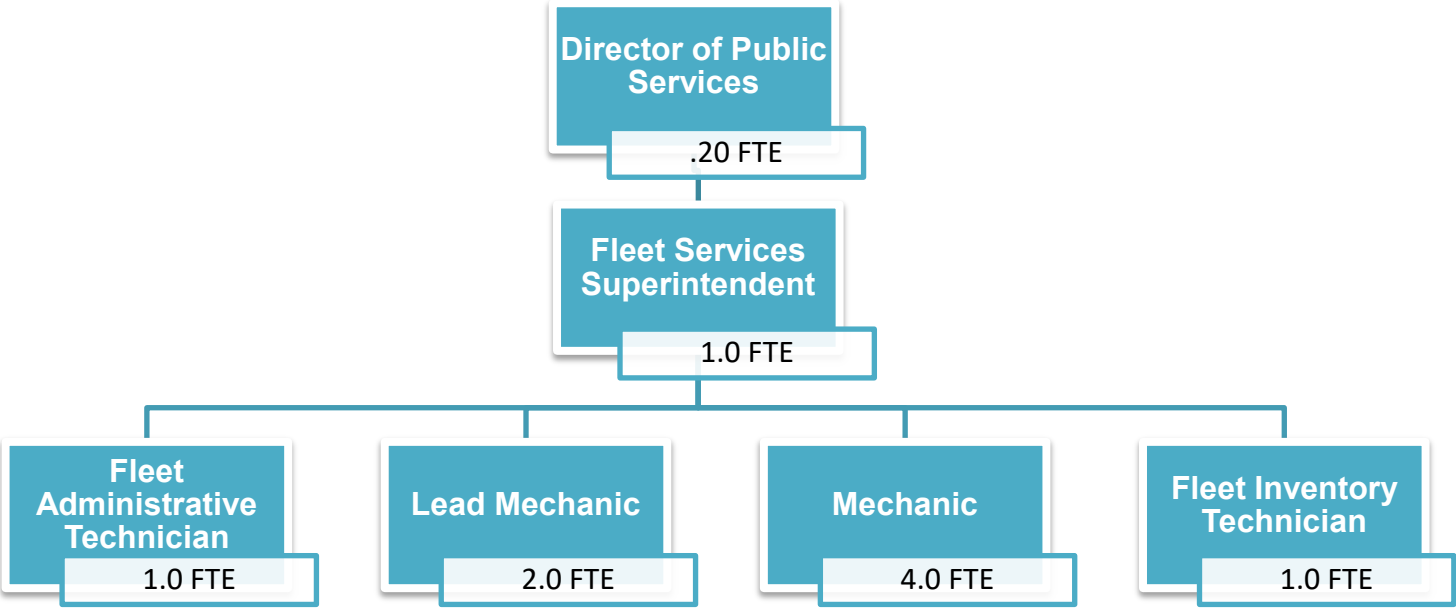 Director of Public
Services
.20 FTE
Fleet Services
Superintendent
1.0 FTE
Fleet
Administrative
Technician
1.0 FTE
Lead Mechanic
2.0 FTE
Mechanic
4.0 FTE
Fleet Inventory
Technician
1.0 FTE